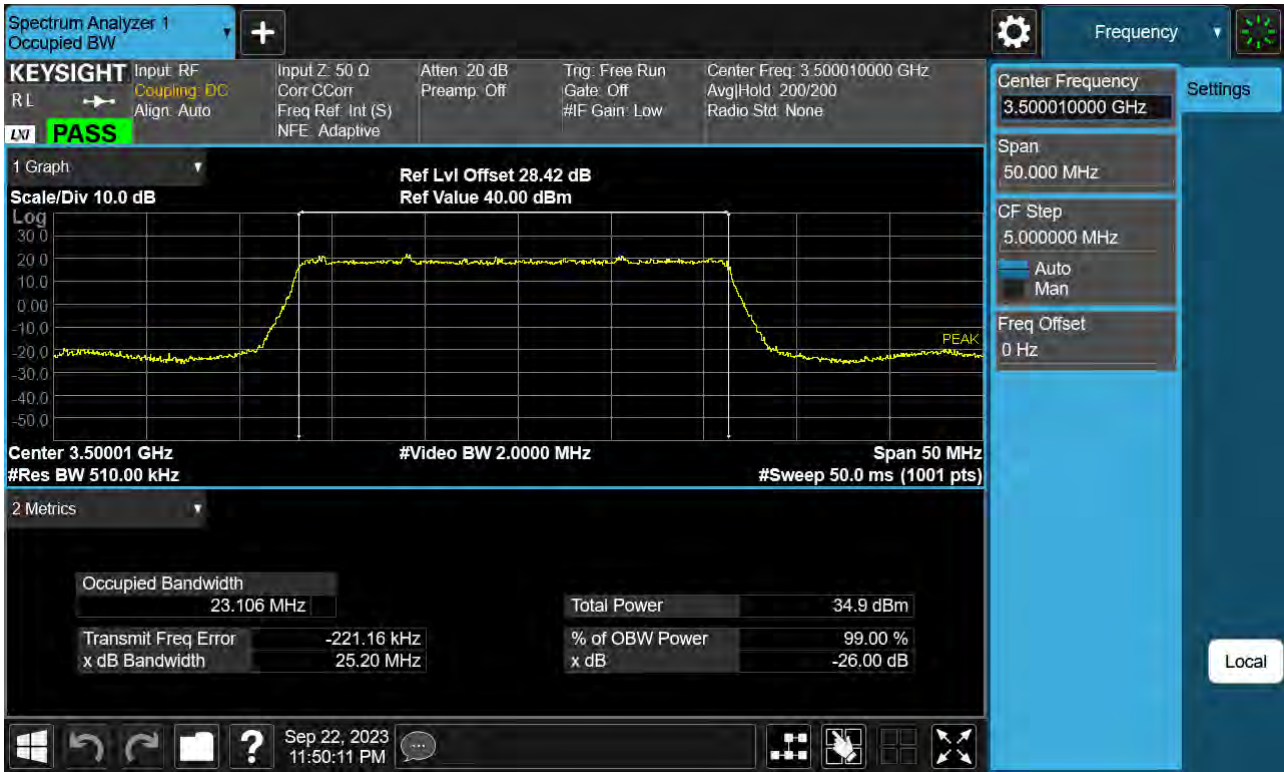 Spectrum Analyzer 1
Occupied BW
+
Frequency
KEYSIGHT
RL
LXI
PASS
Input: RF
Coupling: DC
Align: Auto
Input Z: 50 Ω
Corr CCorr
Freq Ref: Int (S)
NFE: Adaptive
Atten: 20 dB
Preamp: Off
Trig: Free Run
Gate: Off
#IF Gain: Low
Center Freq: 3.500010000 GHz
Avg|Hold: 200/200
Radio Std: None
Center Frequency
3.500010000 GHz
Settings
Span
50.000 MHz
CF Step
5.000000 MHz
Auto
Man
Freq Offset
0 Hz
Local
1 Graph
Scale/Div 10.0 dB
Ref Lvl Offset 28.42 dB
Ref Value 40.00 dBm
Log
30.0
20.0
10.0
0.00
-10.0
-20.0
-30.0
-40.0
-50.0
PEAK
Center 3.50001 GHz
#Video BW 2.0000 MHz
Span 50 MHz
#Res BW 510.00 kHz
#Sweep 50.0 ms (1001 pts)
2 Metrics
Occupied Bandwidth
23.106 MHz
Total Power 34.9 dBm
Transmit Freq Error -221.16 kHz
% of OBW Power 99.00 %
x dB Bandwidth 25.20 MHz
x dB -26.00 dB
?
Sep 22, 2023
11:50:11 PM